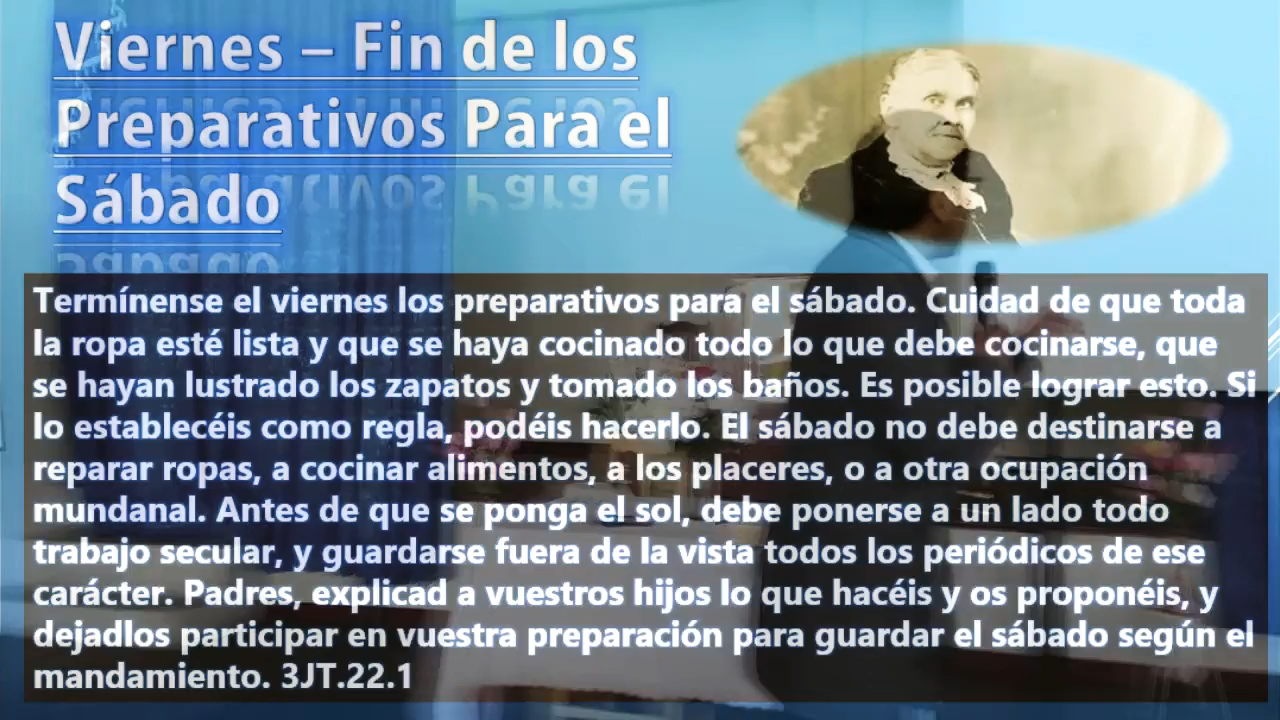 Viernes – Fin de los
Preparativos Para el
Sábado
Termínense el viernes los preparativos para el sábado. Cuidad de que toda
la ropa esté lista y que se haya cocinado todo lo que debe cocinarse, que
se hayan lustrado los zapatos y tomado los baños. Es posible lograr esto. Si
lo establecéis como regla, podéis hacerlo. El sábado no debe destinarse a
reparar ropas, a cocinar alimentos, a los placeres, o a otra ocupación
mundanal. Antes de que se ponga el sol, debe ponerse a un lado todo
trabajo secular, y guardarse fuera de la vista todos los periódicos de ese
carácter. Padres, explicad a vuestros hijos lo que hacéis y os proponéis, y
dejadlos participar en vuestra preparación para guardar el sábado según el
mandamiento. 3JT.22.1